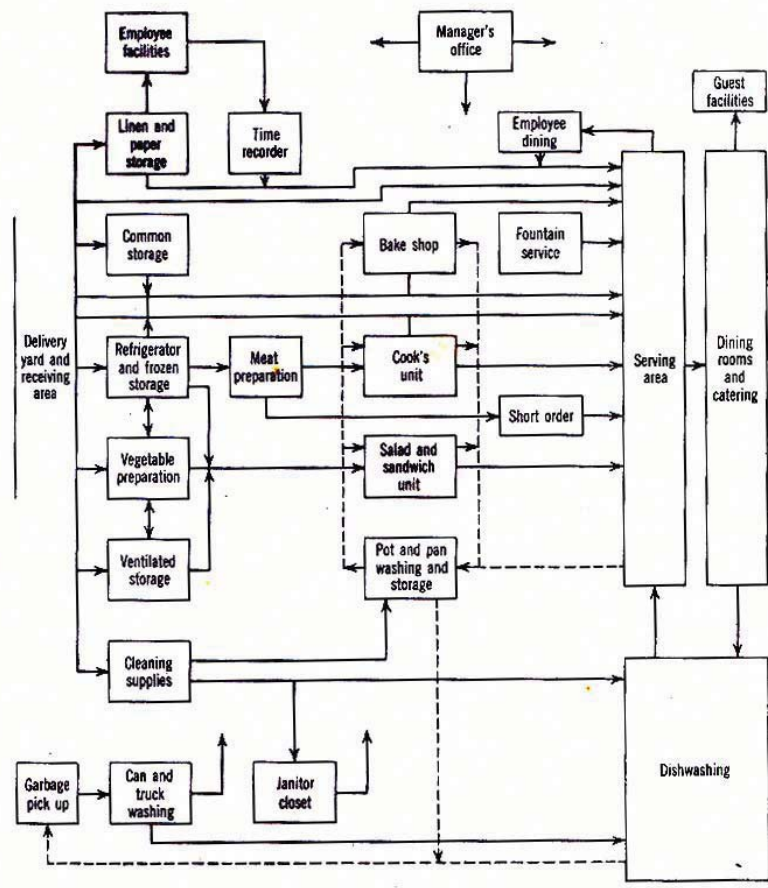 Employee
facilities
Manager's
office
Guest
facilities
Linen and
paper
storage
Time
recorder
Employee
dining
Common
storage
Bake shop
Fountain
service
Delivery
yard and
receiving
area
Refrigerator
and frozen
storage
Meat
preparation
Cook's
unit
Serving
area
Dining
rooms
and
catering
Short order
Vegetable
preparation
Salad and
sandwich
unit
Ventilated
storage
Pot and pan
washing and
storage
Cleaning
supplies
Garbage
pick up
Can and
truck
washing
Janitor
closet
Dishwashing